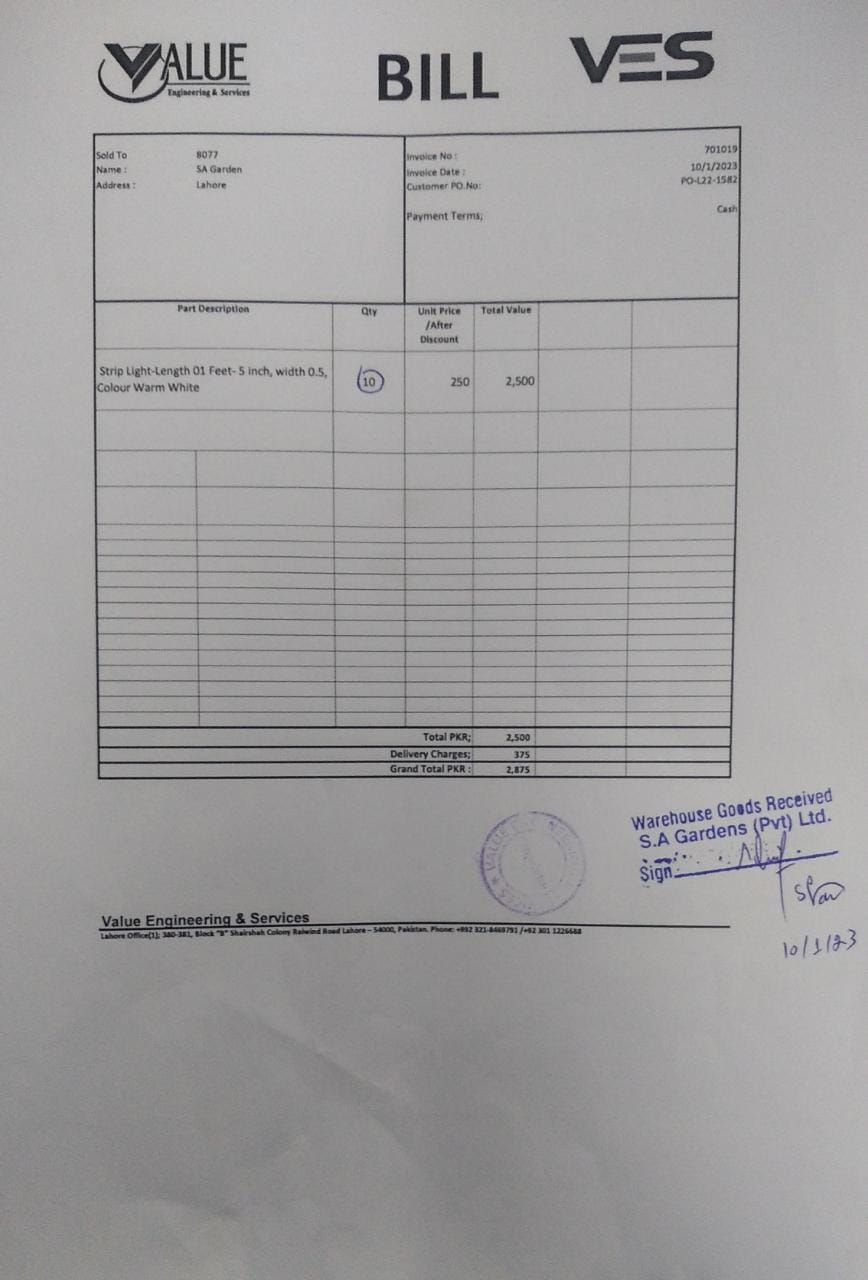 VALUE
Engineering & Services
BILL
VES
Sold To 8077
Name : SA Garden
Address : Lahore
Invoice No : 701019
Invoice Date : 10/1/2023
Customer PO.No: PO-L22-1582
Payment Terms; Cash
Part Description Qty Unit Price /After Discount Total Value
Strip Light-Length 01 Feet- 5 inch, width 0.5, 10 250 2,500
Colour Warm White
Total PKR; 2,500
Delivery Charges; 375
Grand Total PKR : 2,875
Warehouse Goods Received
S.A Gardens (Pvt) Ltd.
Sign:
10/1/23
VALUE
Value Engineering & Services
Lahore Office(1); 380-381, Block "B" Shairshah Colony Raiwind Road Lahore – 54000, Pakistan. Phone: +992 321-8469791 /+92 301 1226688